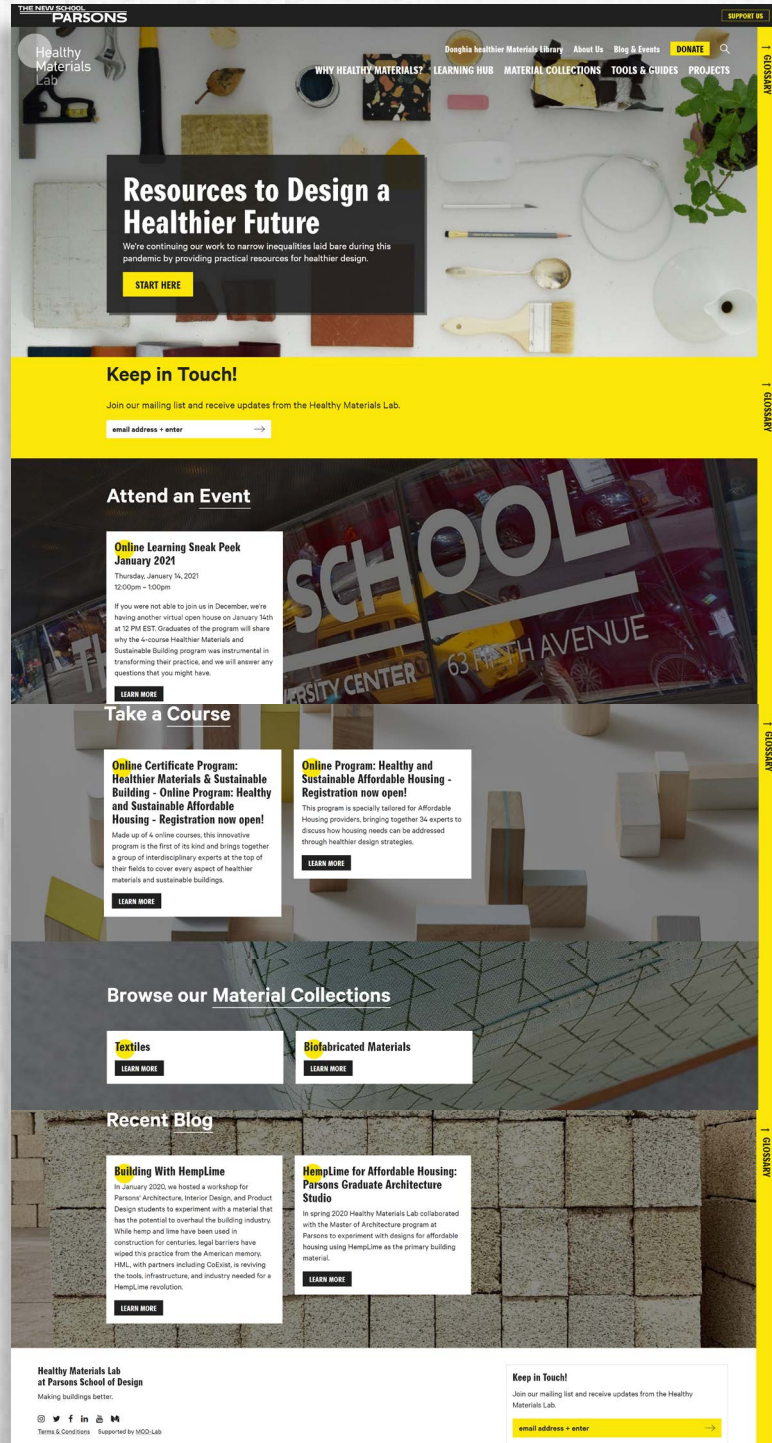 THE NEW SCHOOL
PARSONS
SUPPORT US
Healthy
Materials
Lab
Donghia healthier Materials Library About Us Blog & Events DONATE
WHY HEALTHY MATERIALS? LEARNING HUB MATERIAL COLLECTIONS TOOLS & GUIDES PROJECTS
↑ GLOSSARY
Resources to Design a
Healthier Future
We're continuing our work to narrow inequalities laid bare during this
pandemic by providing practical resources for healthier design.
START HERE
Keep in Touch!
Join our mailing list and receive updates from the Healthy Materials Lab.
email address + enter →
↑ GLOSSARY
Attend an Event
Online Learning Sneak Peek
January 2021
Thursday, January 14, 2021
12:00pm – 1:00pm
If you were not able to join us in December, we're
having another virtual open house on January 14th
at 12 PM EST. Graduates of the program will share
why the 4-course Healthier Materials and
Sustainable Building program was instrumental in
transforming their practice, and we will answer any
questions that you might have.
LEARN MORE
SCHOOL
UNIVERSITY CENTER 63 FIFTH AVENUE
Take a Course
↑ GLOSSARY
Online Certificate Program:
Healthier Materials & Sustainable
Building - Online Program: Healthy
and Sustainable Affordable
Housing - Registration now open!
Made up of 4 online courses, this innovative
program is the first of its kind and brings together
a group of interdisciplinary experts at the top of
their fields to cover every aspect of healthier
materials and sustainable buildings.
LEARN MORE
Online Program: Healthy and
Sustainable Affordable Housing -
Registration now open!
This program is specially tailored for Affordable
Housing providers, bringing together 34 experts to
discuss how housing needs can be addressed
through healthier design strategies.
LEARN MORE
Browse our Material Collections
Textiles
LEARN MORE
Biofabricated Materials
LEARN MORE
Recent Blog
↑ GLOSSARY
Building With HempLime
In January 2020, we hosted a workshop for
Parsons' Architecture, Interior Design, and Product
Design students to experiment with a material that
has the potential to overhaul the building industry.
While hemp and lime have been used in
construction for centuries, legal barriers have
wiped this practice from the American memory.
HML, with partners including CoExist, is reviving
the tools, infrastructure, and industry needed for a
HempLime revolution.
LEARN MORE
HempLime for Affordable Housing:
Parsons Graduate Architecture
Studio
In spring 2020 Healthy Materials Lab collaborated
with the Master of Architecture program at
Parsons to experiment with designs for affordable
housing using HempLime as the primary building
material.
LEARN MORE
Healthy Materials Lab
at Parsons School of Design
Making buildings better.
Terms & Conditions Supported by MOD-Lab
Keep in Touch!
Join our mailing list and receive updates from the Healthy
Materials Lab.
email address + enter →